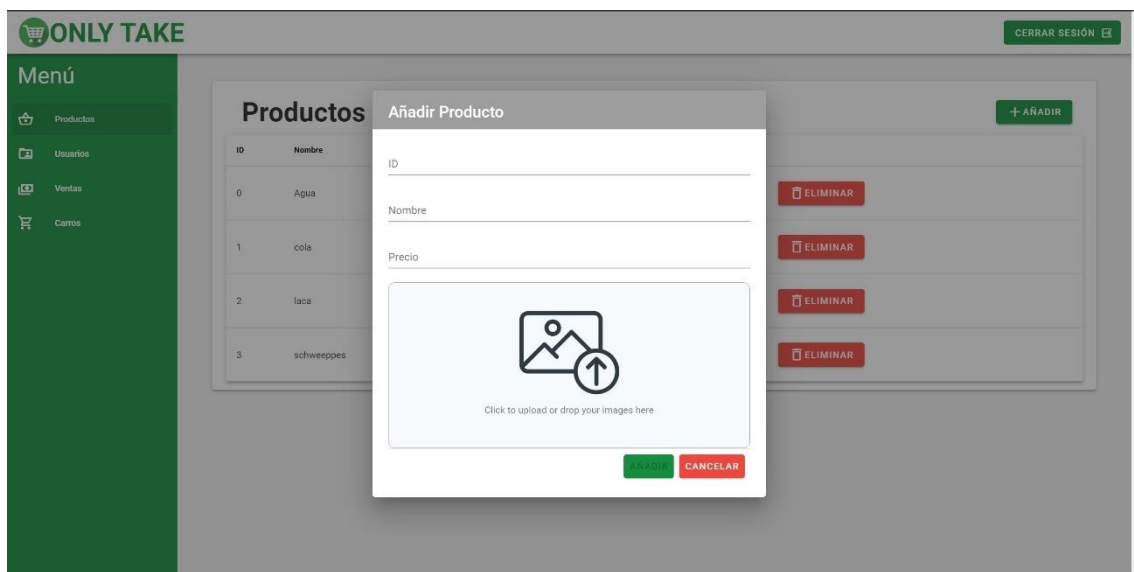 ONLY TAKE
CERRAR SESIÓN
Menú
Productos
Usuarios
Ventas
Carros
Productos
+ AÑADIR
ID Nombre
0 Agua ELIMINAR
1 cola ELIMINAR
2 laca ELIMINAR
3 schweeppes ELIMINAR
Añadir Producto
ID
Nombre
Precio
Click to upload or drop your images here
AÑADIR CANCELAR